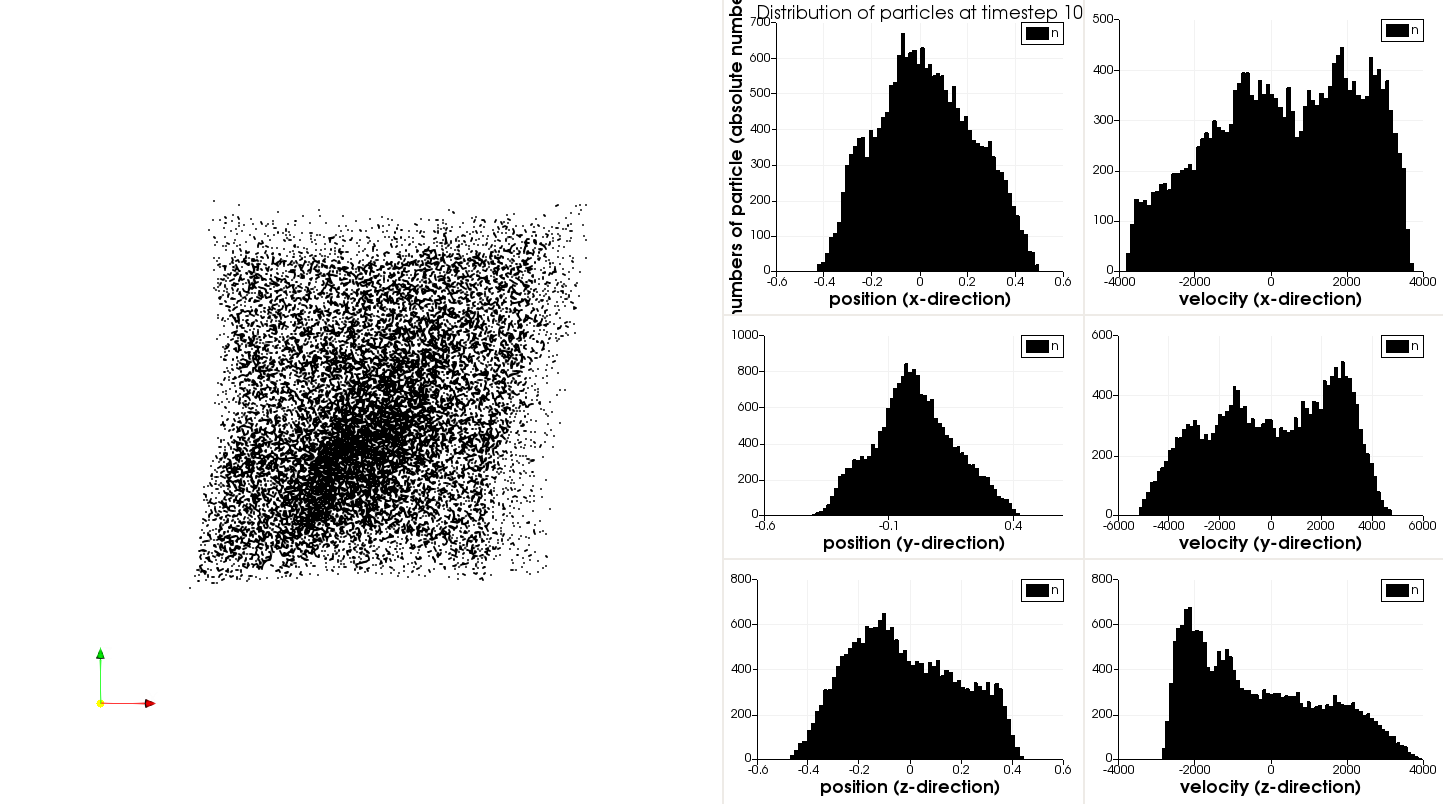 Distribution of particles at timestep 10
numbers of particle (absolute numbe
700
600
500
400
300
200
100
0
-0.6 -0.4 -0.2 0 0.2 0.4 0.6
position (x-direction)
n
500
400
300
200
100
0
-4000 -2000 0 2000 4000
velocity (x-direction)
n
1000
800
600
400
200
0
-0.6 -0.1 0.4
position (y-direction)
n
600
400
200
0
-6000 -4000 -2000 0 2000 4000 6000
velocity (y-direction)
n
800
600
400
200
0
-0.6 -0.4 -0.2 0 0.2 0.4 0.6
position (z-direction)
n
800
600
400
200
0
-4000 -2000 0 2000 4000
velocity (z-direction)
n